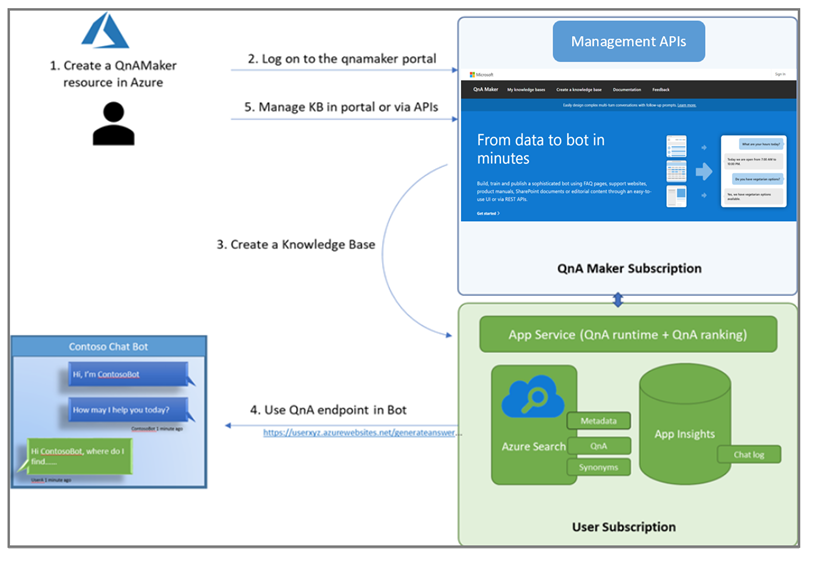 1. Create a QnAMaker
resource in Azure
2. Log on to the qnamaker portal
5. Manage KB in portal or via APIs
3. Create a Knowledge Base
Management APIs
Microsoft
Sign in
QnA Maker My knowledge bases Create a knowledge base Documentation Feedback
Easily design complex multi-turn conversations with follow-up prompts. Learn more.
From data to bot in
minutes
Build, train and publish a sophisticated bot using FAQ pages, support websites,
product manuals, SharePoint documents or editorial content through an easy-
to-use UI or via REST APIs.
Get started >
What are your hours today?
Today we are open from 7:00 AM to
Do you have vegetarian options?
Yes, we have vegetarian options
available
QnA Maker Subscription
App Service (QnA runtime + QnA ranking)
Azure Search
Metadata
QnA
Synonyms
App Insights
Chat log
User Subscription
4. Use QnA endpoint in Bot
https://userxyz.azurewebsites.net/generateanswer...
Contoso Chat Bot
Hi, I'm ContosoBot
How may I help you today?
ContosoBot 1 minute ago
Hi ContosoBot, where do I
find......
UserX 1 minute ago